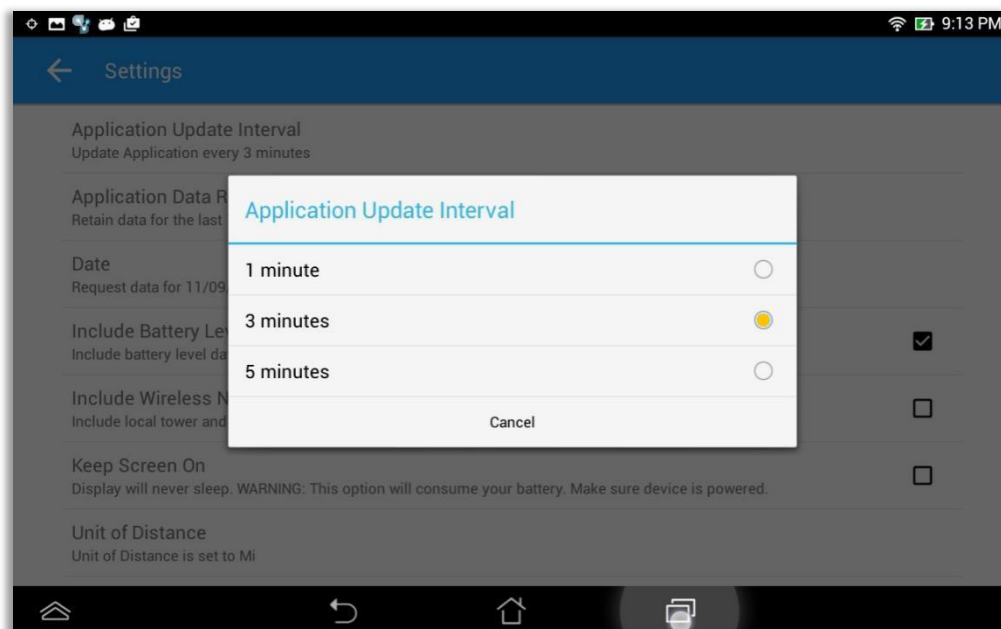 9:13 PM
Settings
Application Update Interval
Update Application every 3 minutes
Application Data R
Retain data for the last
Date
Request data for 11/09
Include Battery Le
Include battery level da
Include Wireless N
Include local tower and
Keep Screen On
Display will never sleep. WARNING: This option will consume your battery. Make sure device is powered.
Unit of Distance
Unit of Distance is set to Mi
Application Update Interval
1 minute
3 minutes
5 minutes
Cancel